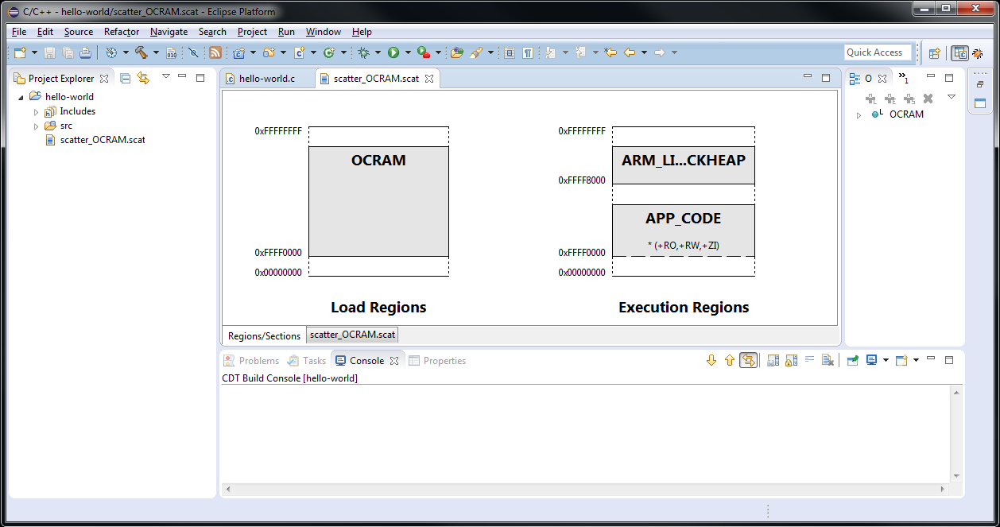 C/C++ - hello-world/scatter_OCRAM.scat - Eclipse Platform
File Edit Source Refactor Navigate Search Project Run Window Help
010
Quick Access
Project Explorer
hello-world
Includes
src
scatter_OCRAM.scat
hello-world.c
scatter_OCRAM.scat
0xFFFFFFFF
OCRAM
0xFFFF0000
0x00000000
Load Regions
0xFFFFFFFF
ARM_LI...CKHEAP
0xFFFF8000
APP_CODE
* (+RO,+RW,+ZI)
0xFFFF0000
0x00000000
Execution Regions
Regions/Sections scatter_OCRAM.scat
O
»1
OCRAM
Problems Tasks Console Properties
CDT Build Console [hello-world]